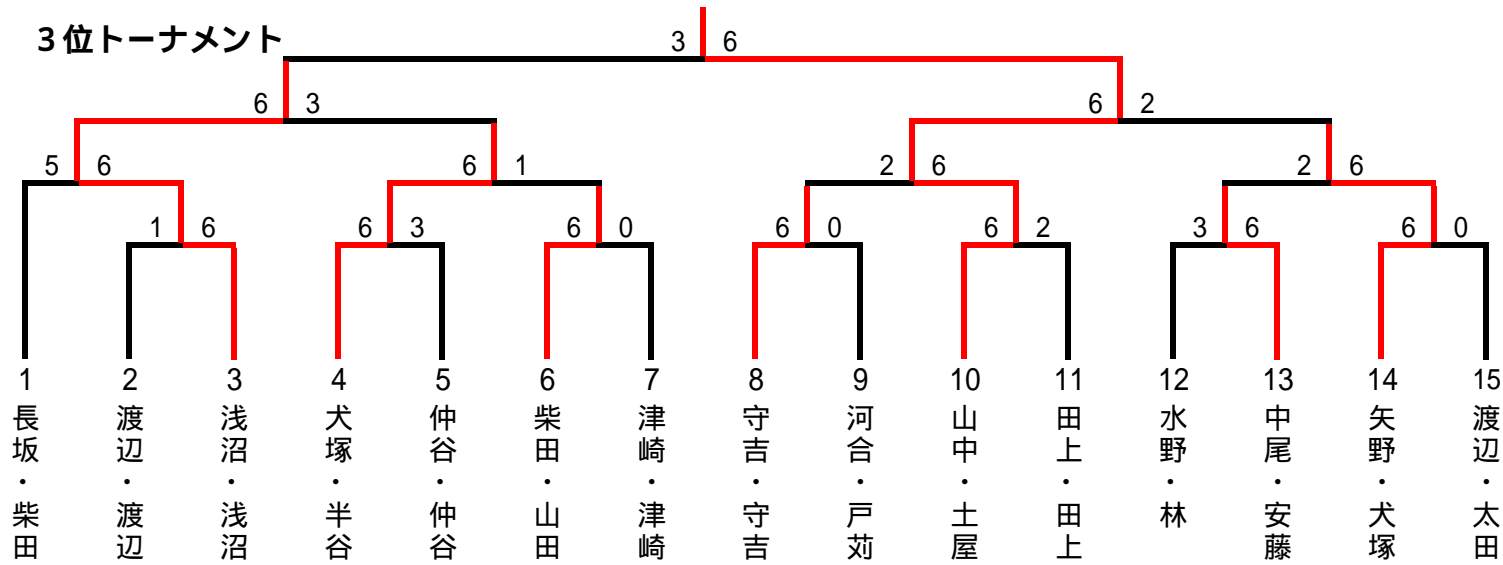 3位トーナメント
3 6
6 3
6 2
5 6
6 1
2 6
2 6
1 6
6 3
6 0
6 0
6 2
3 6
6 0
1
2
3
4
5
6
7
8
9
10
11
12
13
14
15
長坂・柴田
渡辺・渡辺
浅沼・浅沼
犬塚・半谷
仲谷・仲谷
柴田・山田
津崎・津崎
守吉・守吉
河合・戸苅
山中・土屋
田上・田上
水野・林
中尾・安藤
矢野・犬塚
渡辺・太田